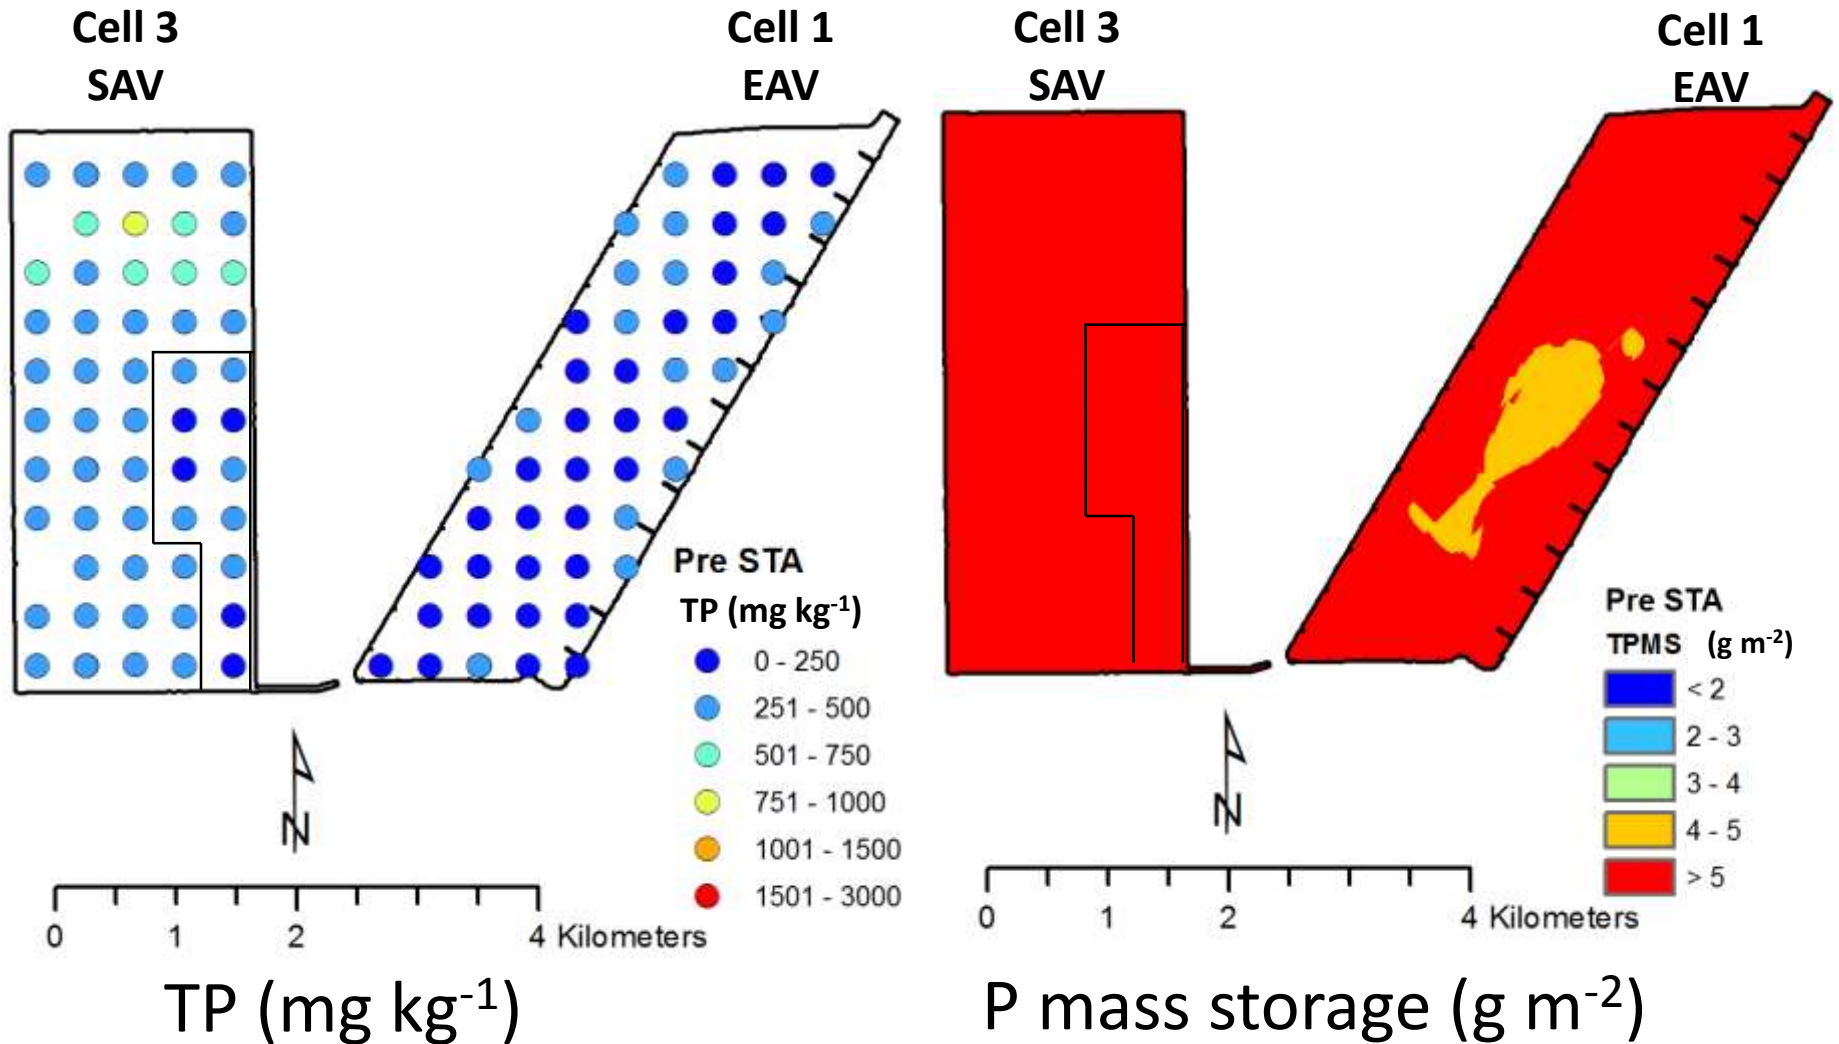 Cell 3
SAV
Cell 1
EAV
Cell 3
SAV
Cell 1
EAV
Pre STA
TP (mg kg⁻¹)
0 - 250
251 - 500
501 - 750
751 - 1000
1001 - 1500
1501 - 3000
N
0 1 2 4 Kilometers
Pre STA
TPMS (g m⁻²)
< 2
2 - 3
3 - 4
4 - 5
> 5
N
0 1 2 4 Kilometers
TP (mg kg⁻¹)
P mass storage (g m⁻²)